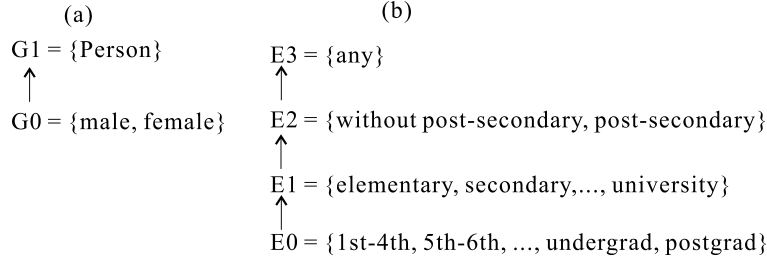 (a)
G1 = {Person}
G0 = {male, female}
(b)
E3 = {any}
E2 = {without post-secondary, post-secondary}
E1 = {elementary, secondary,..., university}
E0 = {1st-4th, 5th-6th, ..., undergrad, postgrad}